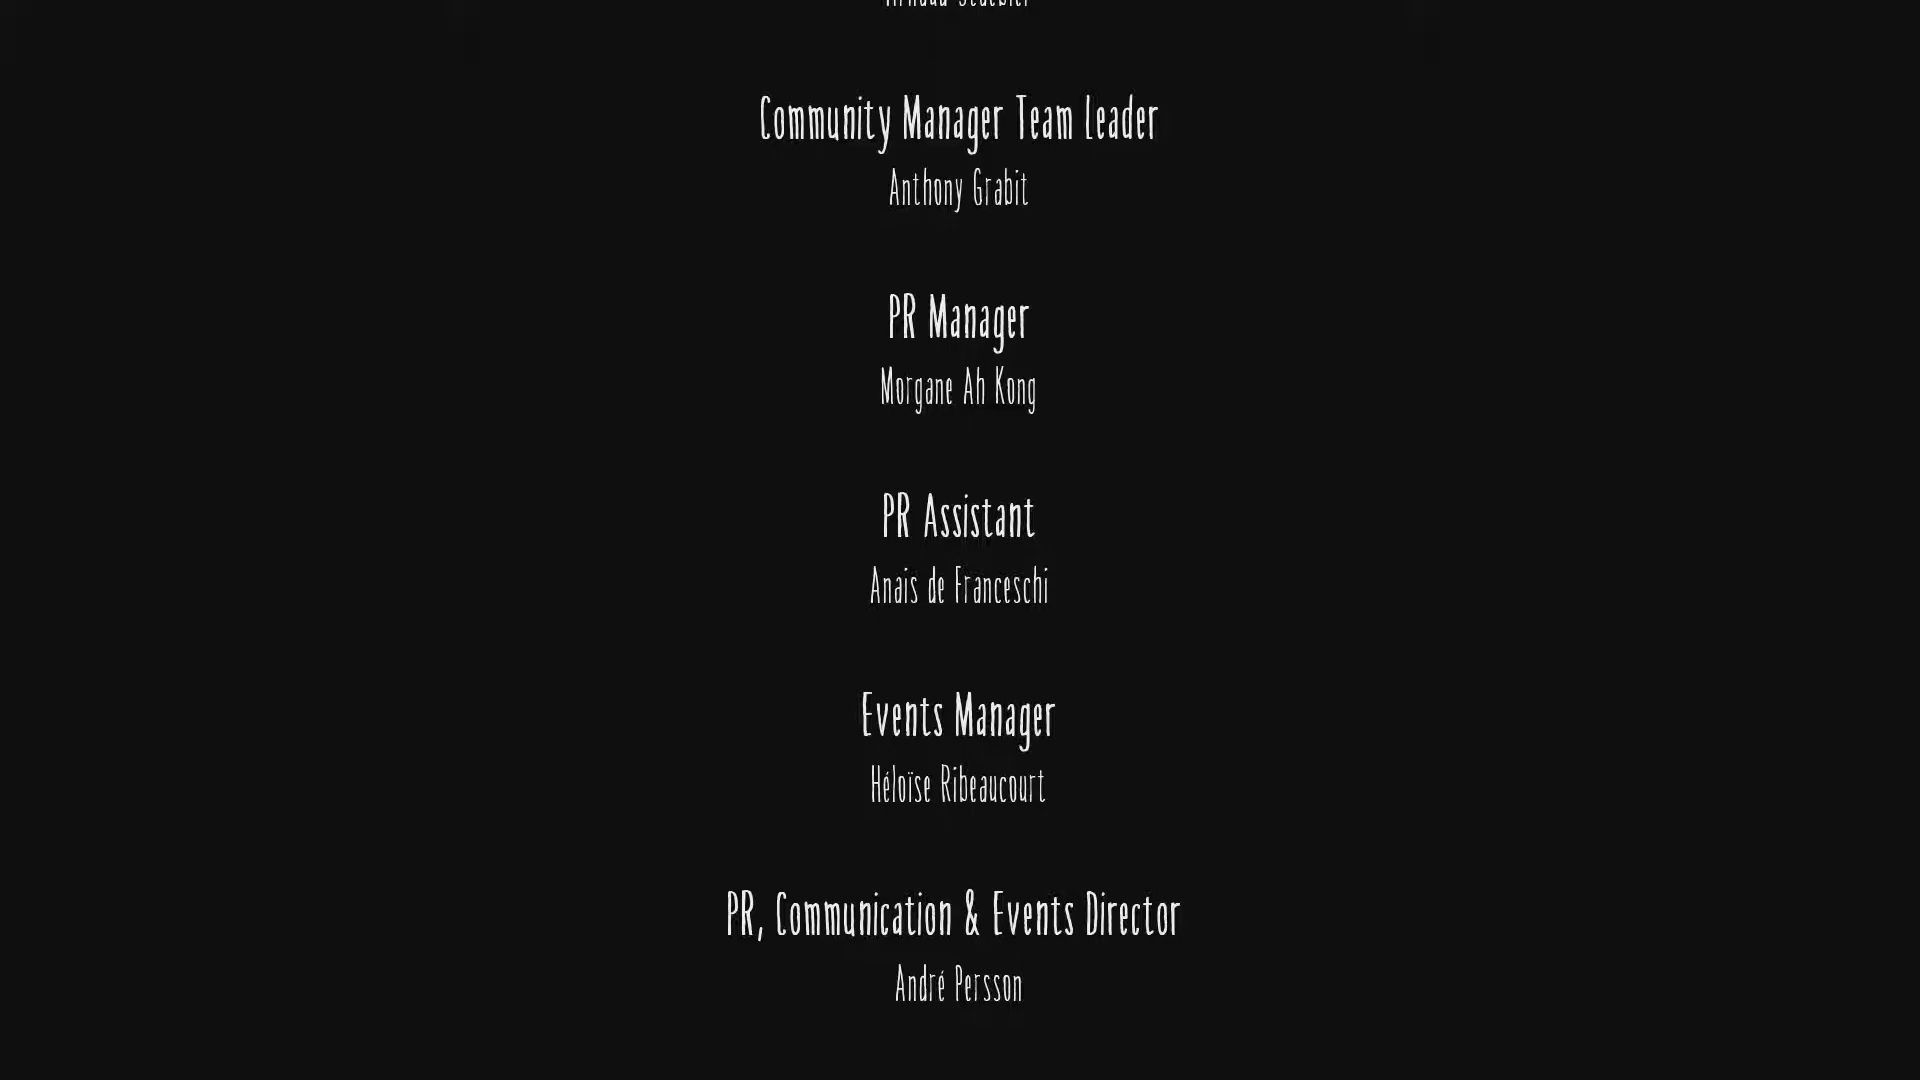 Community Manager Team Leader
Anthony Grabit
PR Manager
Morgane Ah Kong
PR Assistant
Anais de Franceschi
Events Manager
Héloïse Ribeaucourt
PR, Communication & Events Director
André Persson